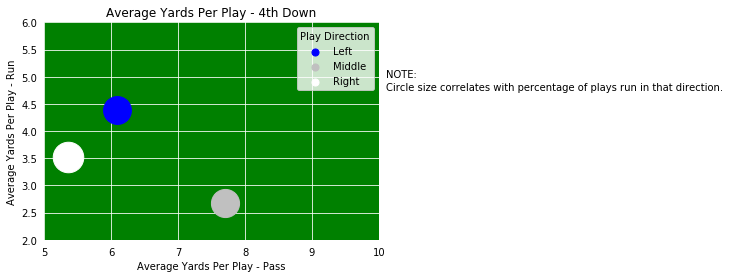 Average Yards Per Play - 4th Down
6.0
5.5
5.0
4.5
4.0
3.5
3.0
2.5
2.0
Average Yards Per Play - Run
Play Direction
Left
Middle
Right
NOTE:
Circle size correlates with percentage of plays run in that direction.
5 6 7 8 9 10
Average Yards Per Play - Pass